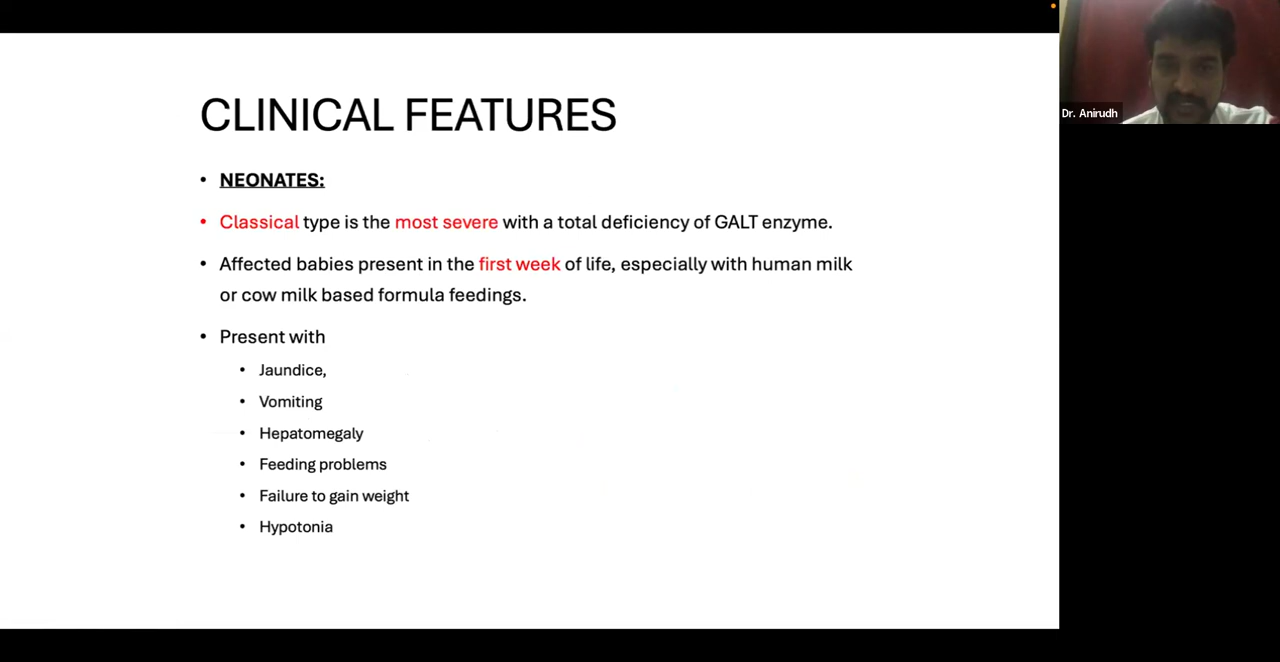 CLINICAL FEATURES
• NEONATES:
• Classical type is the most severe with a total deficiency of GALT enzyme.
• Affected babies present in the first week of life, especially with human milk
or cow milk based formula feedings.
• Present with
• Jaundice,
• Vomiting
• Hepatomegaly
• Feeding problems
• Failure to gain weight
• Hypotonia
Dr. Anirudh